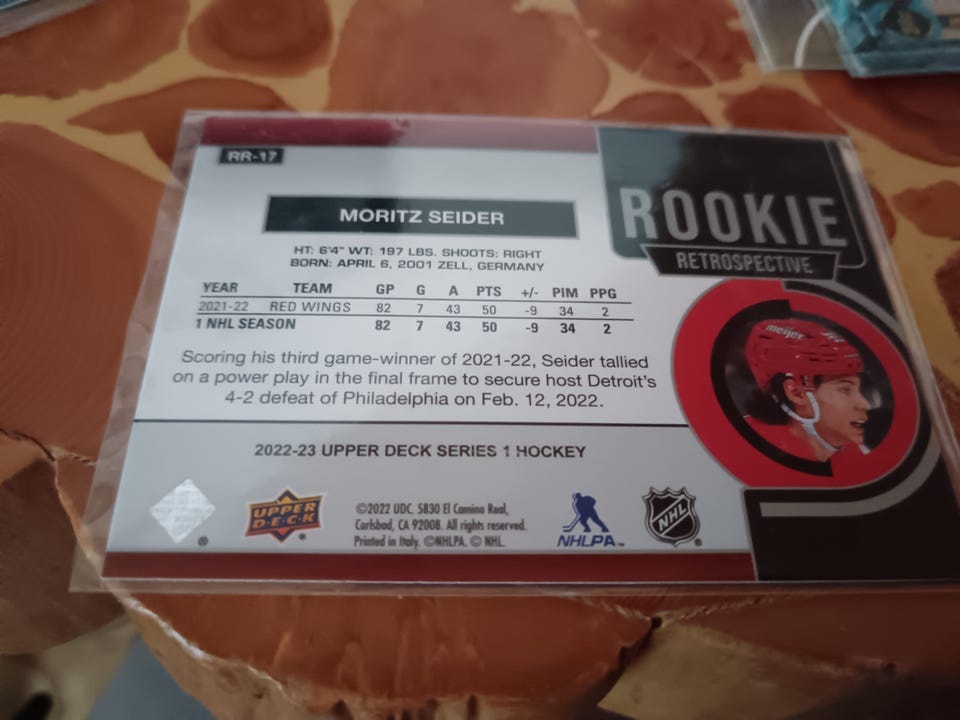 RR-17
MORITZ SEIDER
ROOKIE
RETROSPECTIVE
HT: 6'4" WT: 197 LBS. SHOOTS: RIGHT
BORN: APRIL 6, 2001 ZELL, GERMANY
YEAR TEAM GP G A PTS +/- PIM PPG
2021-22 RED WINGS 82 7 43 50 -9 34 2
1 NHL SEASON 82 7 43 50 -9 34 2
meijer
Scoring his third game-winner of 2021-22, Seider tallied
on a power play in the final frame to secure host Detroit's
4-2 defeat of Philadelphia on Feb. 12, 2022.
2022-23 UPPER DECK SERIES 1 HOCKEY
UPPER
DECK
©2022 UDC. 5830 El Camino Real,
Carlsbad, CA 92008. All rights reserved.
Printed in Italy. ©NHLPA. © NHL.
NHLPA™
NHL